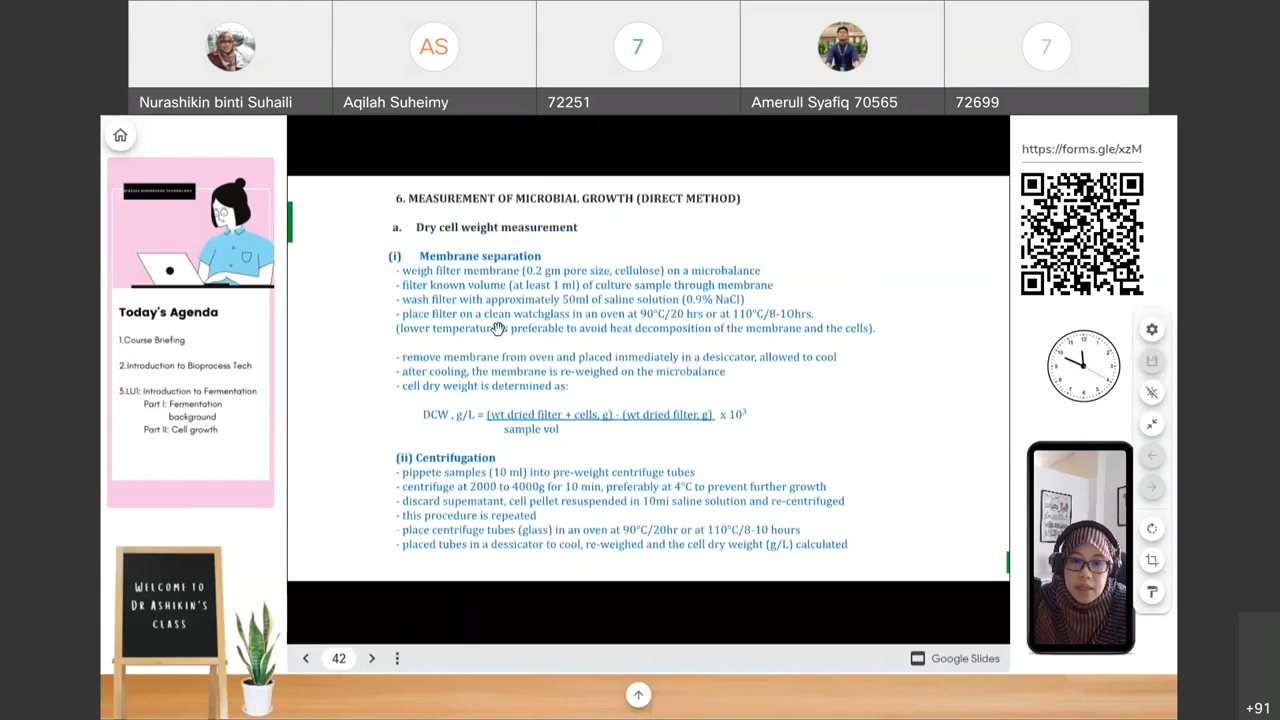 AS
7
7
Nurashikin binti Suhaili
Aqilah Suheimy
72251
Amerull Syafiq 70565
72699
https://forms.gle/xzM
Today's Agenda
1.Course Briefing
2.Introduction to Bioprocess Tech
3.LU1: Introduction to Fermentation
Part I: Fermentation
background
Part II: Cell growth
WELCOME TO
DR ASHIKIN'S
CLASS
6. MEASUREMENT OF MICROBIAL GROWTH (DIRECT METHOD)
a. Dry cell weight measurement
(i) Membrane separation
- weigh filter membrane (0.2 gm pore size, cellulose) on a microbalance
- filter known volume (at least 1 ml) of culture sample through membrane
- wash filter with approximately 50ml of saline solution (0.9% NaCl)
- place filter on a clean watchglass in an oven at 90°C/20 hrs or at 110°C/8-1Ohrs.
(lower temperature is preferable to avoid heat decomposition of the membrane and the cells).
- remove membrane from oven and placed immediately in a desiccator, allowed to cool
- after cooling, the membrane is re-weighed on the microbalance
- cell dry weight is determined as:
DCW , g/L = (wt dried filter + cells, g) - (wt dried filter, g) x 10³
sample vol
(ii) Centrifugation
- pippete samples (10 ml) into pre-weight centrifuge tubes
- centrifuge at 2000 to 4000g for 10 min, preferably at 4°C to prevent further growth
- discard supernatant, cell pellet resuspended in 10mi saline solution and re-centrifuged
- this procedure is repeated
- place centrifuge tubes (glass) in an oven at 90°C/20hr or at 110°C/8-10 hours
- placed tubes in a dessicator to cool, re-weighed and the cell dry weight (g/L) calculated
42
Google Slides
+91